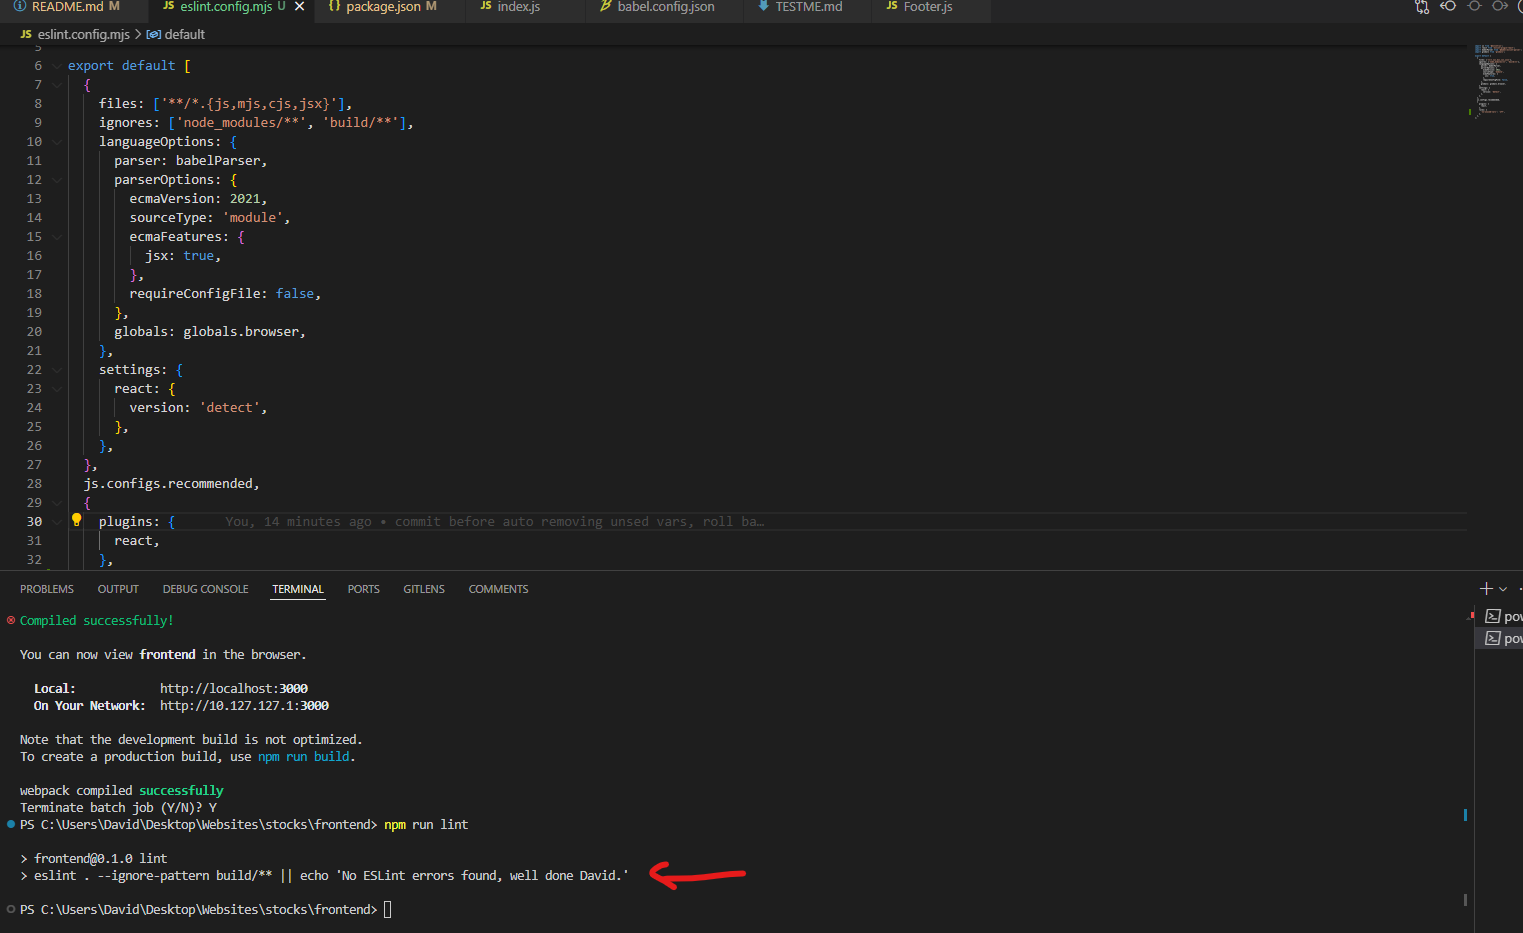 README.md M
JS eslint.config.mjs U
{} package.json M
JS index.js
babel.config.json
TESTME.md
JS Footer.js
JS eslint.config.mjs > default
5
6 export default [
7 {
8 files: ['**/*.{js,mjs,cjs,jsx}'],
9 ignores: ['node_modules/**', 'build/**'],
10 languageOptions: {
11 parser: babelParser,
12 parserOptions: {
13 ecmaVersion: 2021,
14 sourceType: 'module',
15 ecmaFeatures: {
16 jsx: true,
17 },
18 requireConfigFile: false,
19 },
20 globals: globals.browser,
21 },
22 settings: {
23 react: {
24 version: 'detect',
25 },
26 },
27 },
28 js.configs.recommended,
29 {
30 plugins: { You, 14 minutes ago • commit before auto removing unsed vars, roll ba…
31 react,
32 },
PROBLEMS OUTPUT DEBUG CONSOLE TERMINAL PORTS GITLENS COMMENTS
Compiled successfully!
You can now view frontend in the browser.
Local: http://localhost:3000
On Your Network: http://10.127.127.1:3000
Note that the development build is not optimized.
To create a production build, use npm run build.
webpack compiled successfully
Terminate batch job (Y/N)? Y
PS C:\Users\David\Desktop\Websites\stocks\frontend> npm run lint
> frontend@0.1.0 lint
> eslint . --ignore-pattern build/** || echo 'No ESLint errors found, well done David.'
PS C:\Users\David\Desktop\Websites\stocks\frontend>
pow
pow